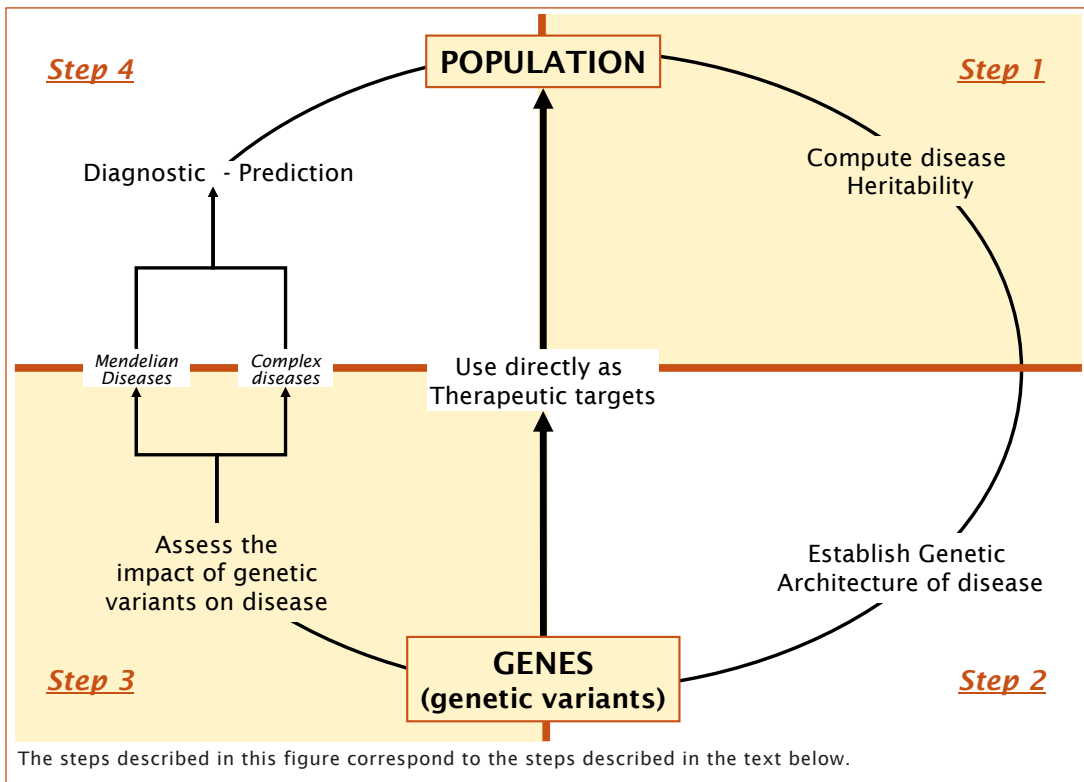 Step 4
POPULATION
Step 1
Diagnostic - Prediction
Compute disease
Heritability
Mendelian
Diseases
Complex
diseases
Use directly as
Therapeutic targets
Assess the
impact of genetic
variants on disease
Establish Genetic
Architecture of disease
Step 3
GENES
(genetic variants)
Step 2
The steps described in this figure correspond to the steps described in the text below.